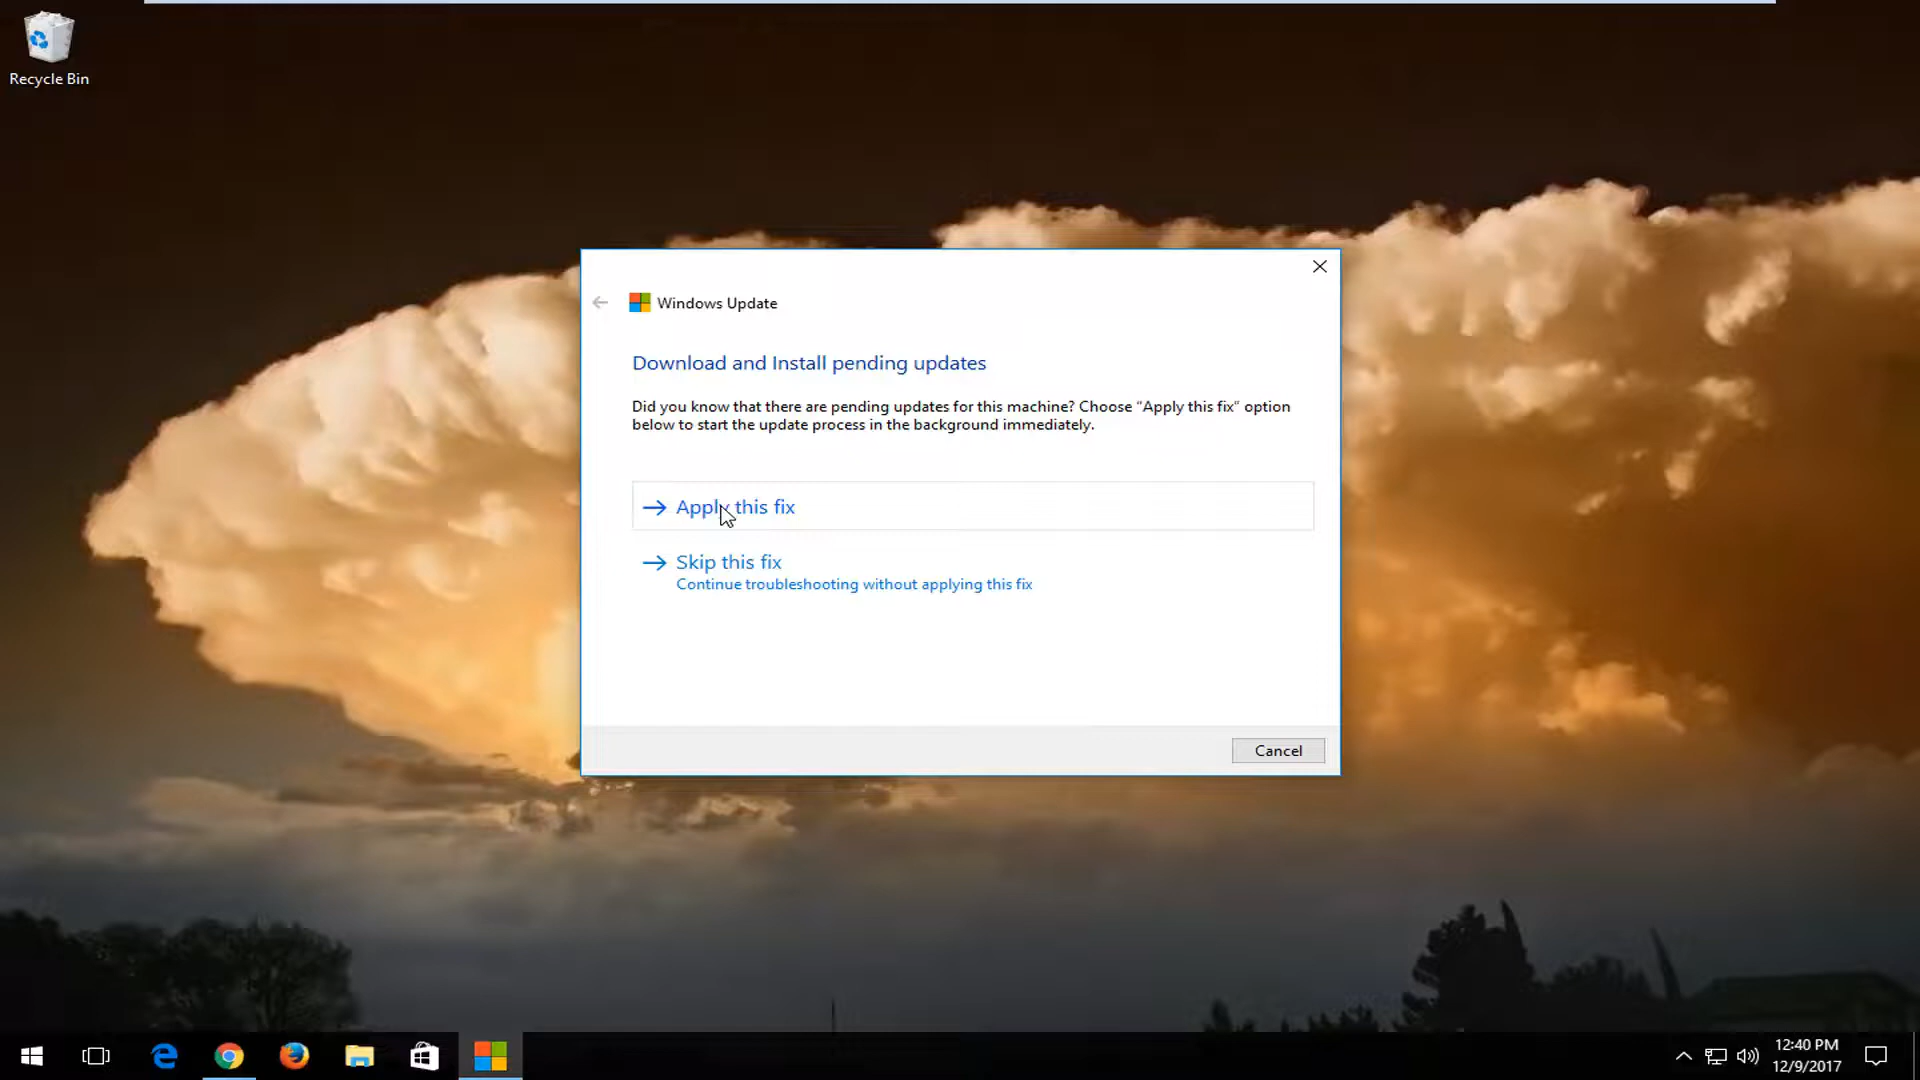 Recycle Bin
Windows Update
Download and Install pending updates
Did you know that there are pending updates for this machine? Choose "Apply this fix" option
below to start the update process in the background immediately.
Apply this fix
Skip this fix
Continue troubleshooting without applying this fix
Cancel
12:40 PM
12/9/2017